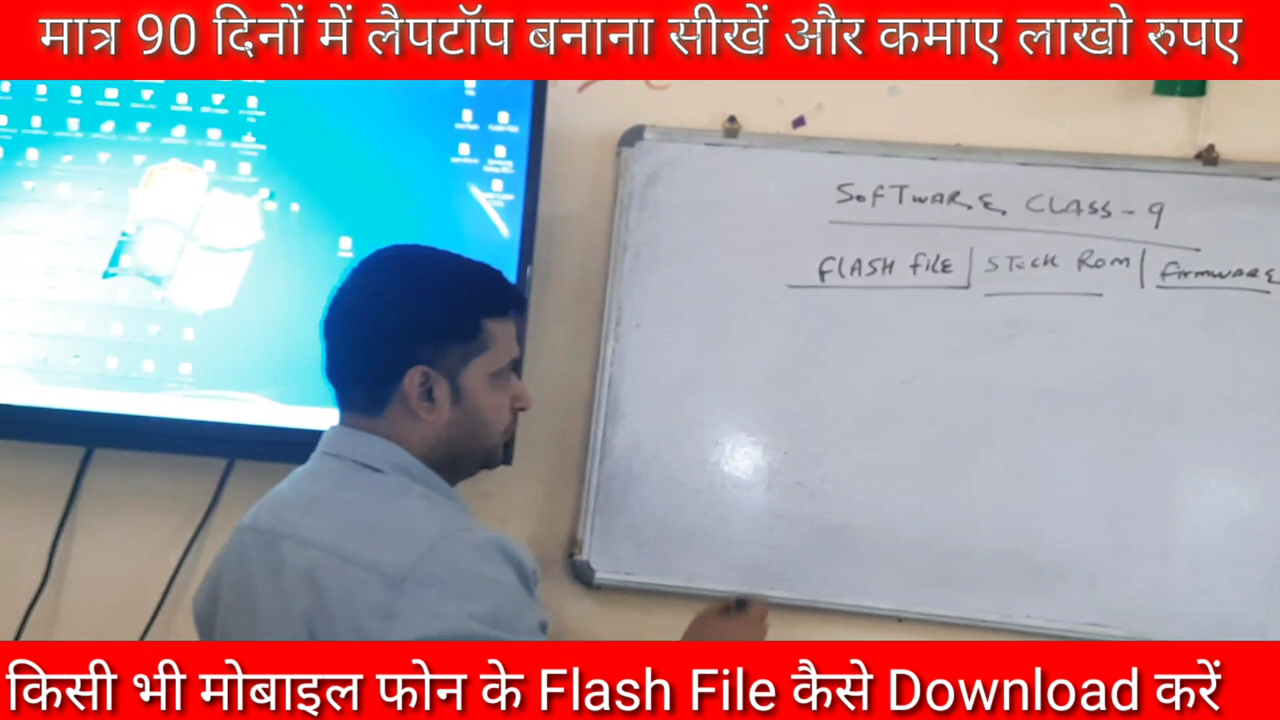 मात्र 90 दिनों में लैपटॉप बनाना सीखें और कमाए लाखो रुपए
SOFTWARE CLASS - 9
FLASH FILE | STOCK ROM | FIRMWARE
किसी भी मोबाइल फोन के Flash File कैसे Download करें